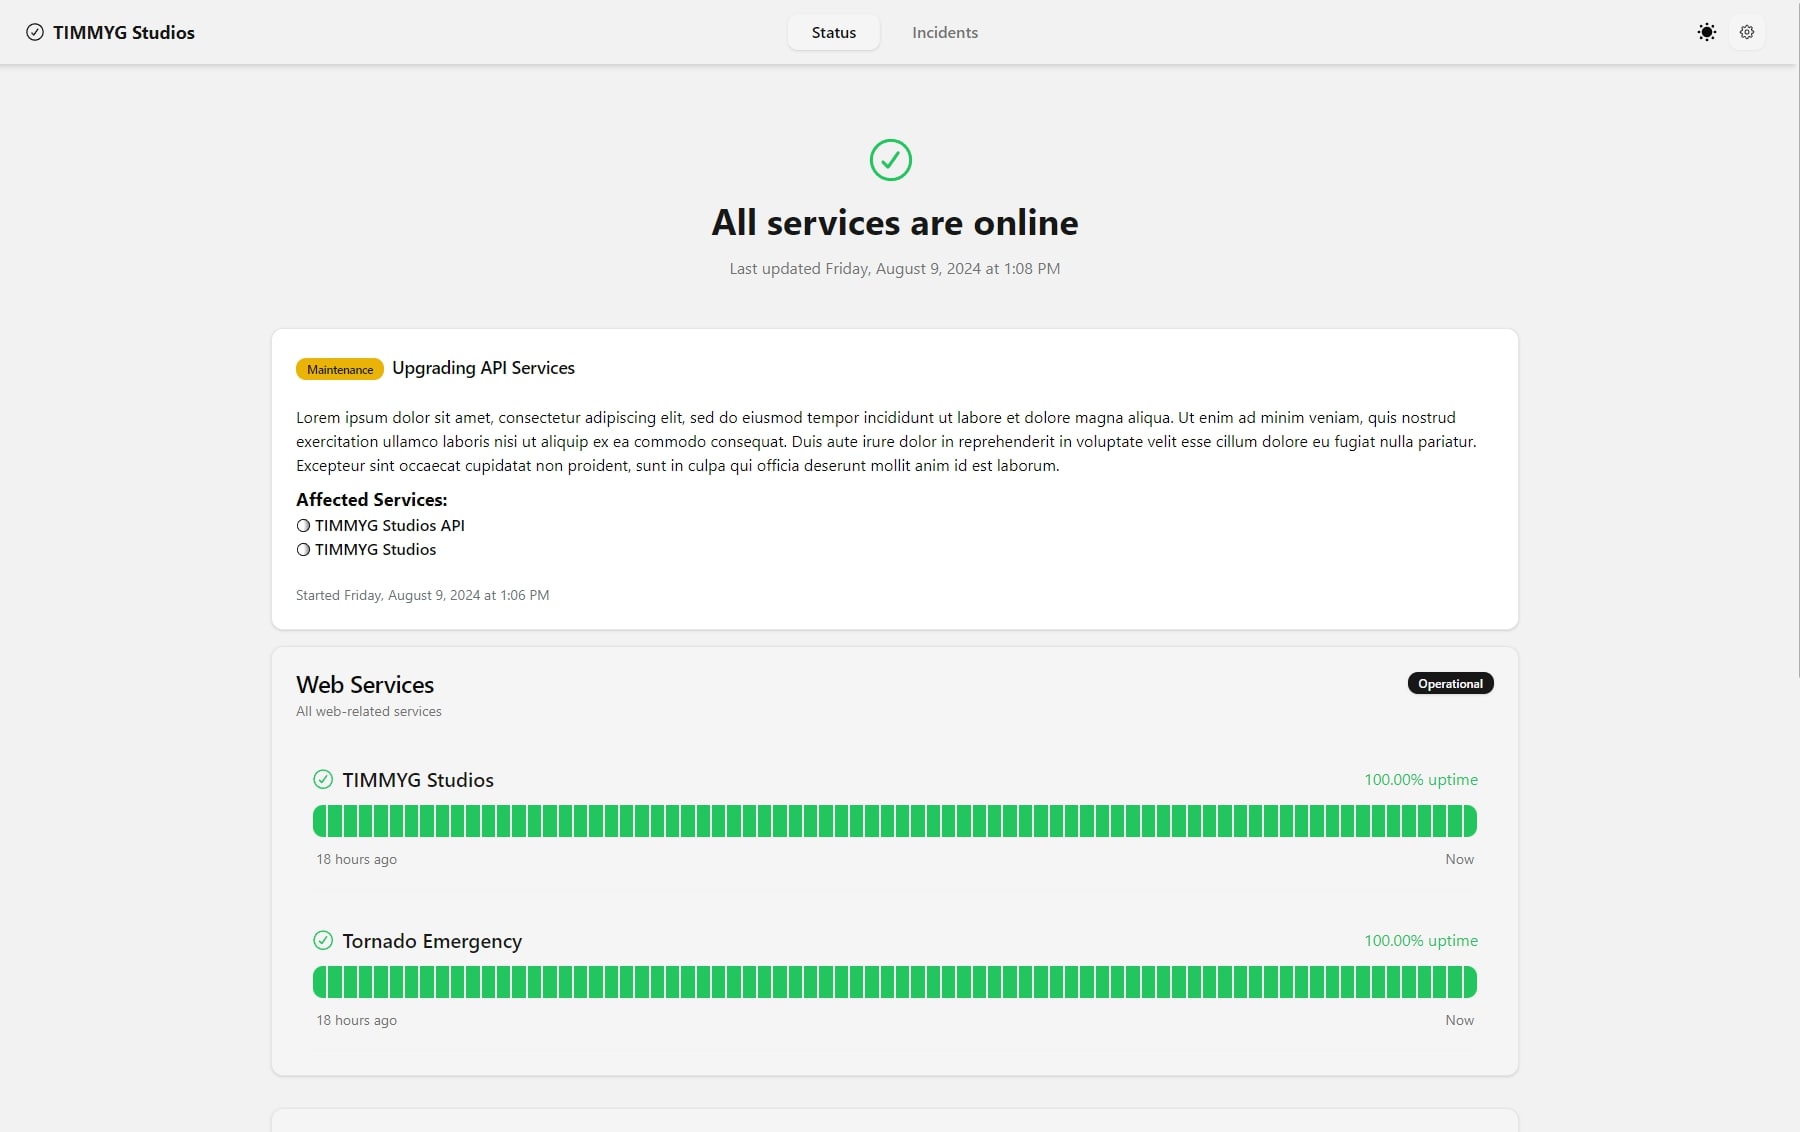 TIMMYG Studios
Status
Incidents
All services are online
Last updated Friday, August 9, 2024 at 1:08 PM
Maintenance Upgrading API Services
Lorem ipsum dolor sit amet, consectetur adipiscing elit, sed do eiusmod tempor incididunt ut labore et dolore magna aliqua. Ut enim ad minim veniam, quis nostrud
exercitation ullamco laboris nisi ut aliquip ex ea commodo consequat. Duis aute irure dolor in reprehenderit in voluptate velit esse cillum dolore eu fugiat nulla pariatur.
Excepteur sint occaecat cupidatat non proident, sunt in culpa qui officia deserunt mollit anim id est laborum.
Affected Services:
TIMMYG Studios API
TIMMYG Studios
Started Friday, August 9, 2024 at 1:06 PM
Web Services
Operational
All web-related services
TIMMYG Studios
100.00% uptime
18 hours ago
Now
Tornado Emergency
100.00% uptime
18 hours ago
Now